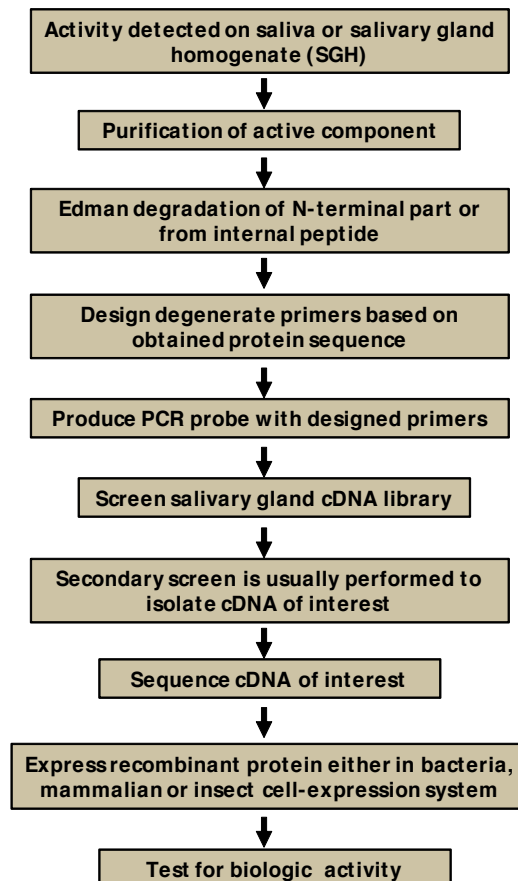 Activity detected on saliva or salivary gland
homogenate (SGH)
Purification of active component
Edman degradation of N-terminal part or
from internal peptide
Design degenerate primers based on
obtained protein sequence
Produce PCR probe with designed primers
Screen salivary gland cDNA library
Secondary screen is usually performed to
isolate cDNA of interest
Sequence cDNA of interest
Express recombinant protein either in bacteria,
mammalian or insect cell-expression system
Test for biologic activity